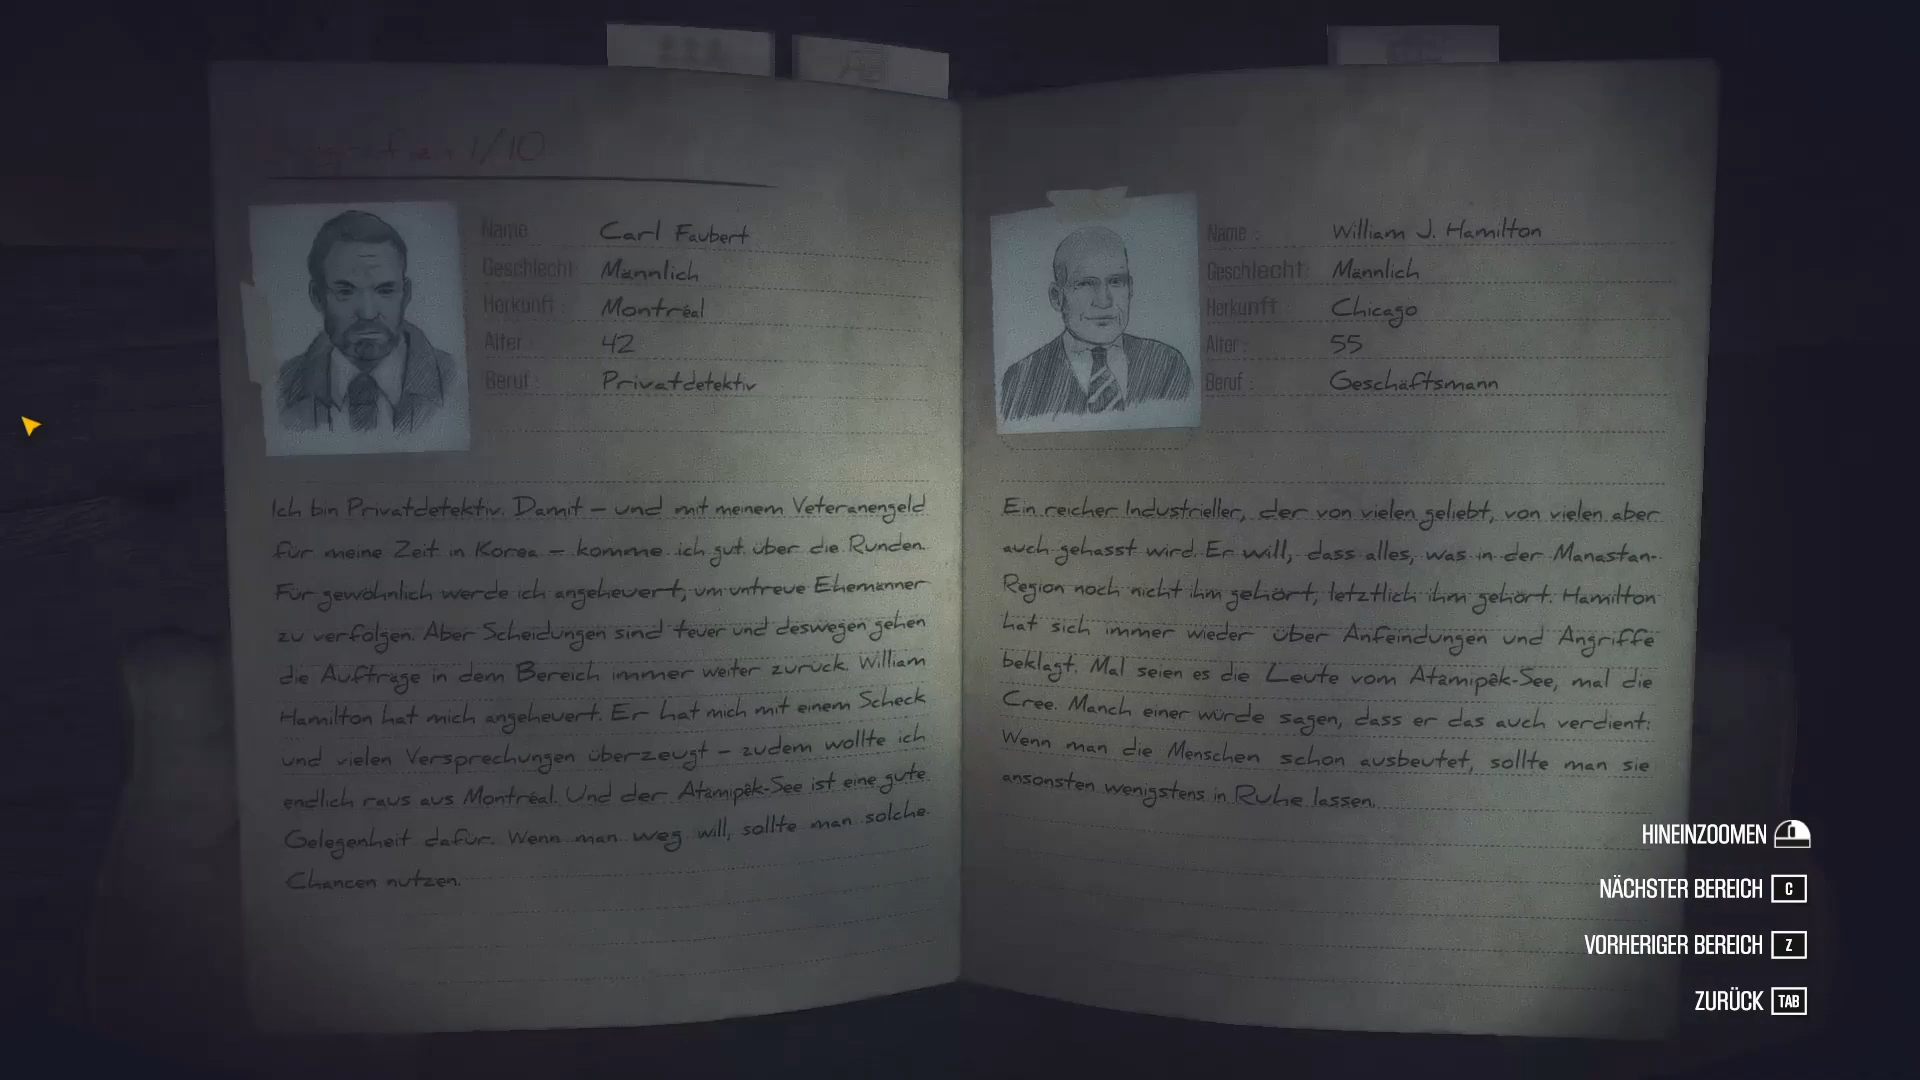 1/10
Name : Carl Faubert
Geschlecht: Männlich
Herkunft : Montréal
Alter : 42
Beruf : Privatdetektiv
Ich bin Privatdetektiv. Damit – und mit meinem Veteranengeld
für meine Zeit in Korea – komme ich gut über die Runden.
Für gewöhnlich werde ich angeheuert, um untreue Ehemänner
zu verfolgen. Aber Scheidungen sind teuer und deswegen gehen
die Aufträge in dem Bereich immer weiter zurück. William
Hamilton hat mich angeheuert. Er hat mich mit einem Scheck
und vielen Versprechungen überzeugt – zudem wollte ich
endlich raus aus Montréal. Und der Atamipêk-See ist eine gute
Gelegenheit dafür. Wenn man weg will, sollte man solche
Chancen nutzen.
Name : William J. Hamilton
Geschlecht: Männlich
Herkunft : Chicago
Alter : 55
Beruf : Geschäftsmann
Ein reicher Industrieller, der von vielen geliebt, von vielen aber
auch gehasst wird. Er will, dass alles, was in der Manastan-
Region noch nicht ihm gehört, letztlich ihm gehört. Hamilton
hat sich immer wieder über Anfeindungen und Angriffe
beklagt. Mal seien es die Leute vom Atamipêk-See, mal die
Cree. Manch einer würde sagen, dass er das auch verdient:
Wenn man die Menschen schon ausbeutet, sollte man sie
ansonsten wenigstens in Ruhe lassen.
HINEINZOOMEN
NÄCHSTER BEREICH C
VORHERIGER BEREICH Z
ZURÜCK TAB